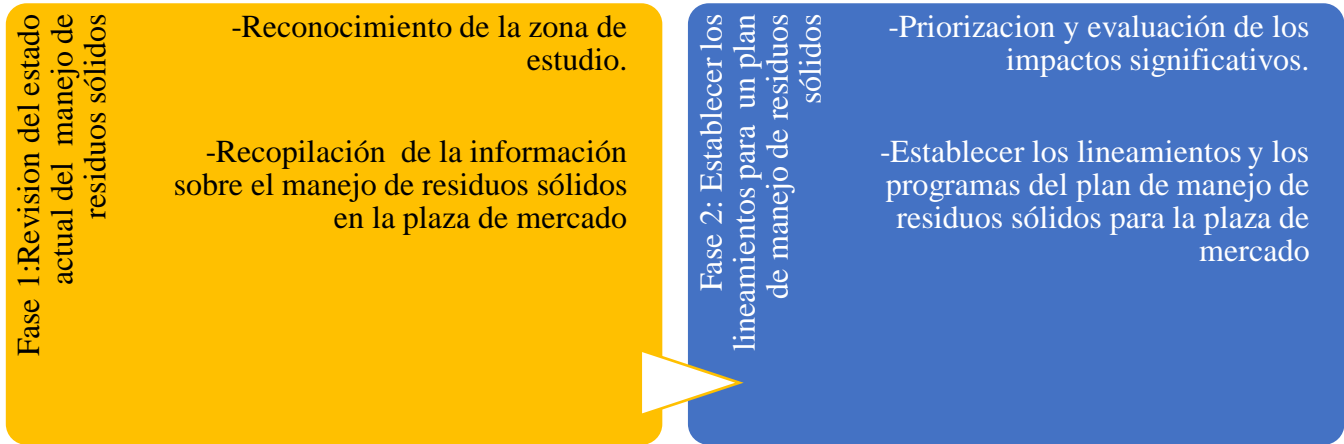 Fase 1:Revision del estado
actual del manejo de
residuos sólidos
-Reconocimiento de la zona de
estudio.
-Recopilación de la información
sobre el manejo de residuos sólidos
en la plaza de mercado
Fase 2: Establecer los
lineamientos para un plan
de manejo de residuos
sólidos
-Priorizacion y evaluación de los
impactos significativos.
-Establecer los lineamientos y los
programas del plan de manejo de
residuos sólidos para la plaza de
mercado